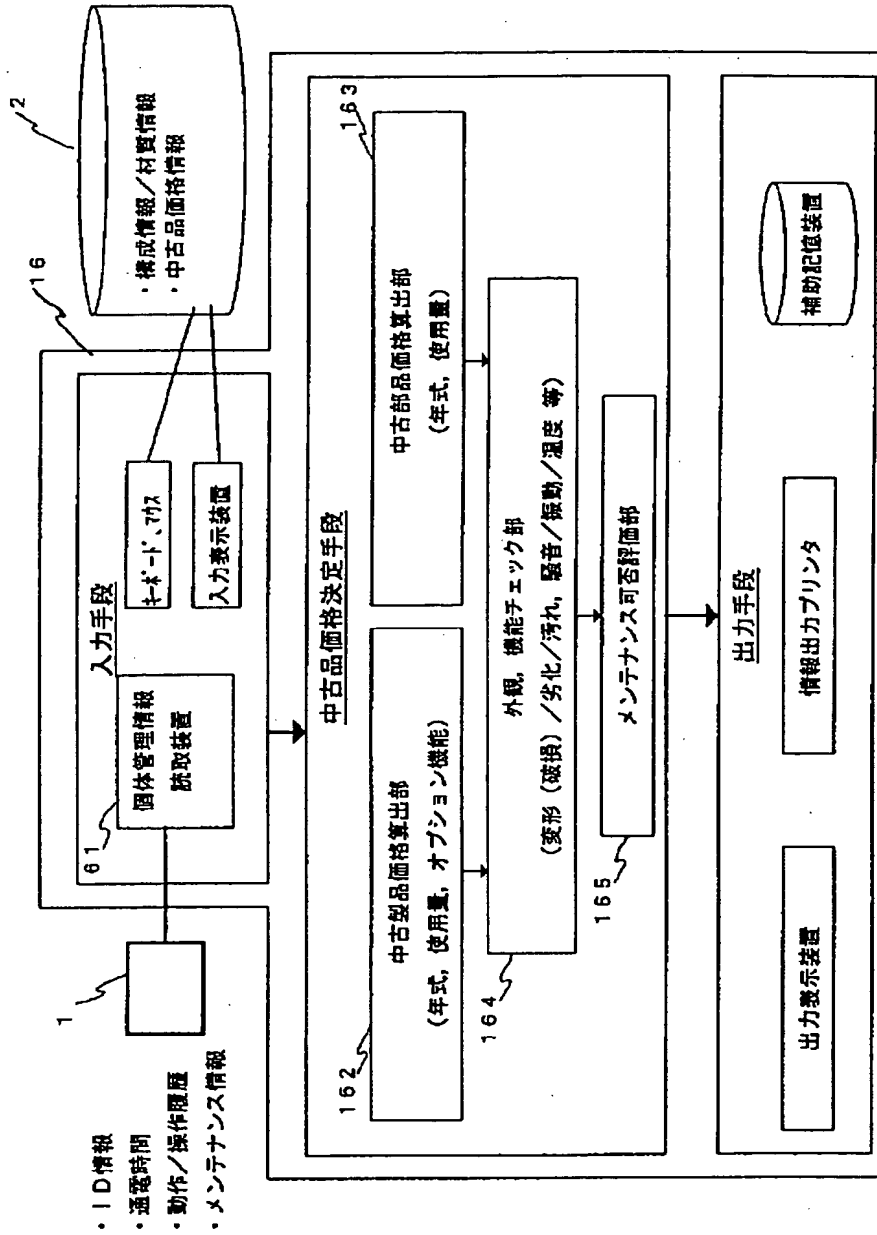 1
・ID情報
・通電時間
・動作／操作履歴
・メンテナンス情報
2
・構成情報／材質情報
・中古品価格情報
16
入力手段
61
個体管理情報
読取装置
キーボード、マウス
入力表示装置
中古品価格決定手段
162
中古製品価格算出部
(年式，使用量，オプション機能)
163
中古部品価格算出部
(年式，使用量)
164
外観，機能チェック部
(変形（破損）／劣化／汚れ，騒音／振動／温度 等)
165
メンテナンス可否評価部
出力手段
出力表示装置
情報出力プリンタ
補助記憶装置